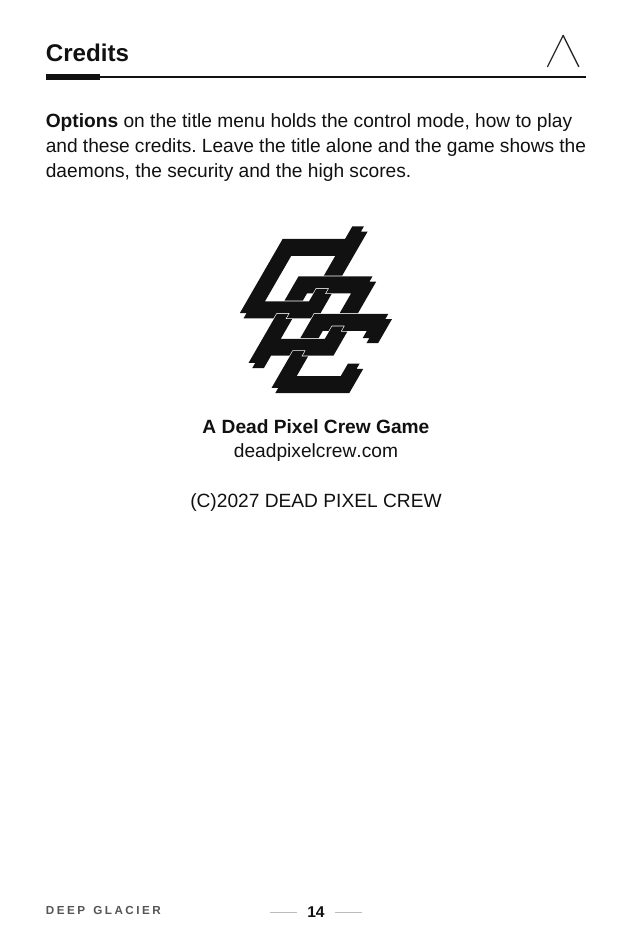 Credits
Options on the title menu holds the control mode, how to play
and these credits. Leave the title alone and the game shows the
daemons, the security and the high scores.
A Dead Pixel Crew Game
deadpixelcrew.com
(C)2027 DEAD PIXEL CREW
DEEP GLACIER
14